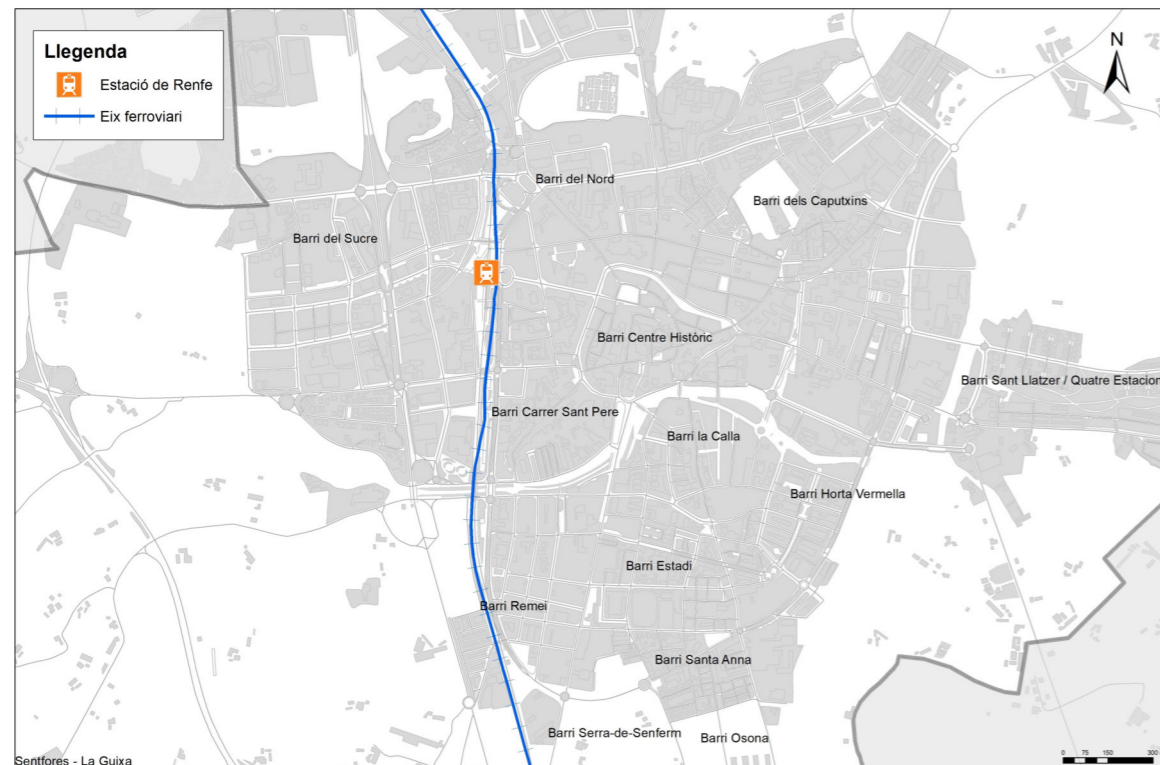 Llegenda
Estació de Renfe
Eix ferroviari
N
Barri del Nord
Barri dels Caputxins
Barri del Sucre
Barri Centre Històric
Barri Sant Llatzer / Quatre Estacion
Barri Carrer Sant Pere
Barri la Calla
Barri Horta Vermella
Barri Estadi
Barri Remei
Barri Santa Anna
Barri Serra-de-Senferm
Barri Osona
0 75 150 300
Sentfores - La Guixa